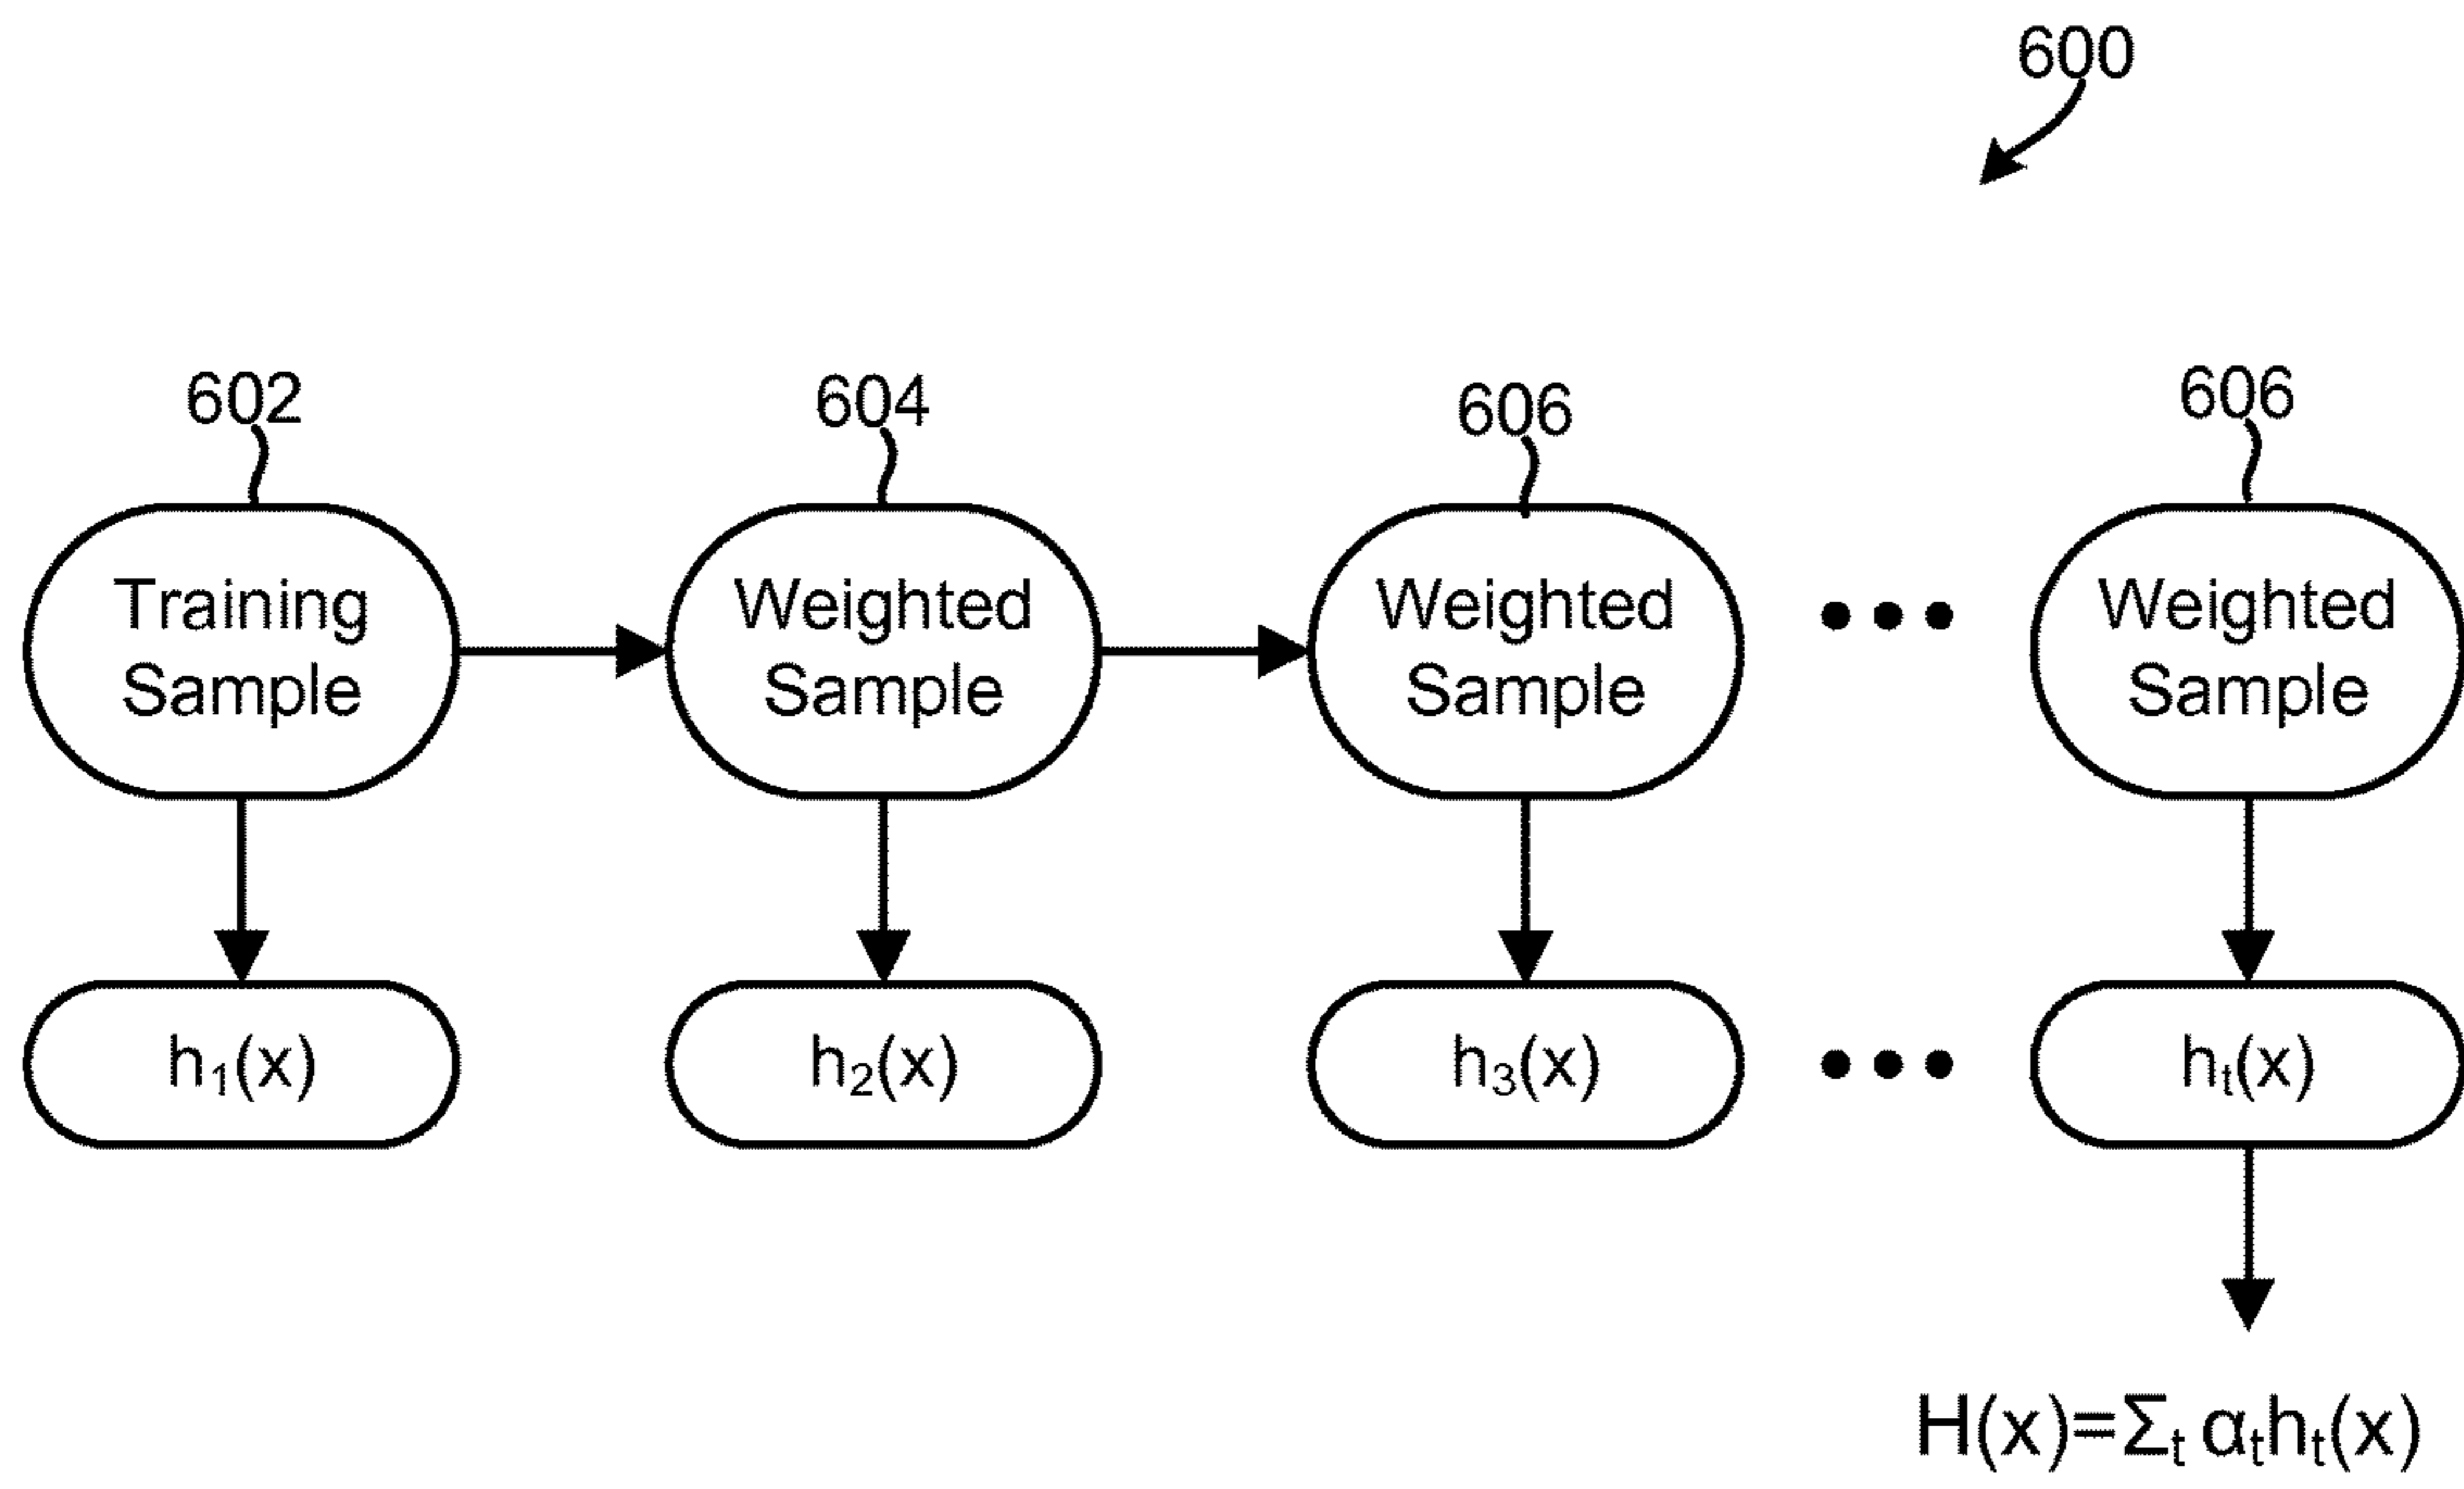 600
602
604
606
606
Training
Sample
Weighted
Sample
Weighted
Sample
Weighted
Sample
h₁(x)
h₂(x)
h₃(x)
hₜ(x)
H(x)=Σₜ αₜhₜ(x)